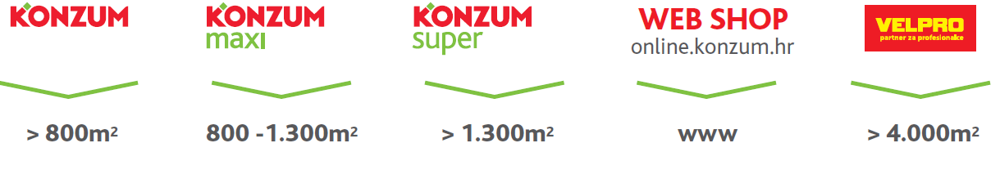 KONZUM
> 800m²
KONZUM
maxi
800 -1.300m²
KONZUM
super
> 1.300m²
WEB SHOP
online.konzum.hr
www
VELPRO
partner za profesionalce
> 4.000m²